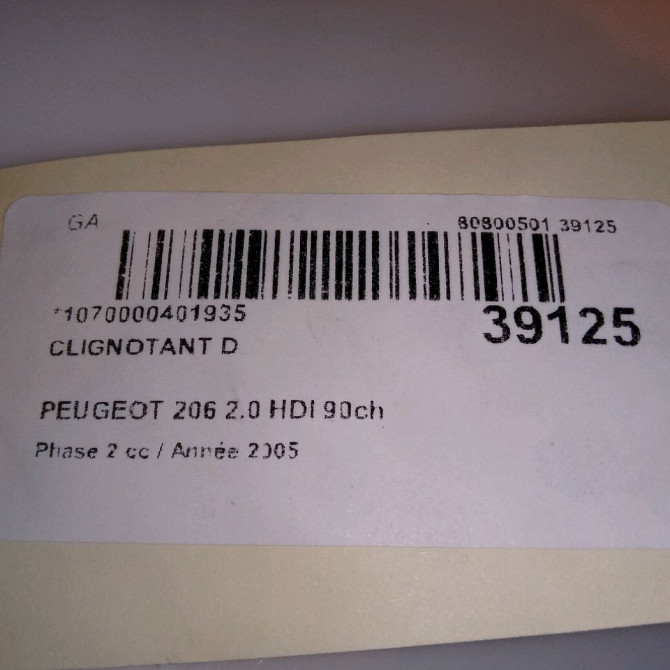 GA 80800501 39125
*1070000401935 39125
CLIGNOTANT D
PEUGEOT 206 2.0 HDI 90ch
Phase 2 cc / Année 2005